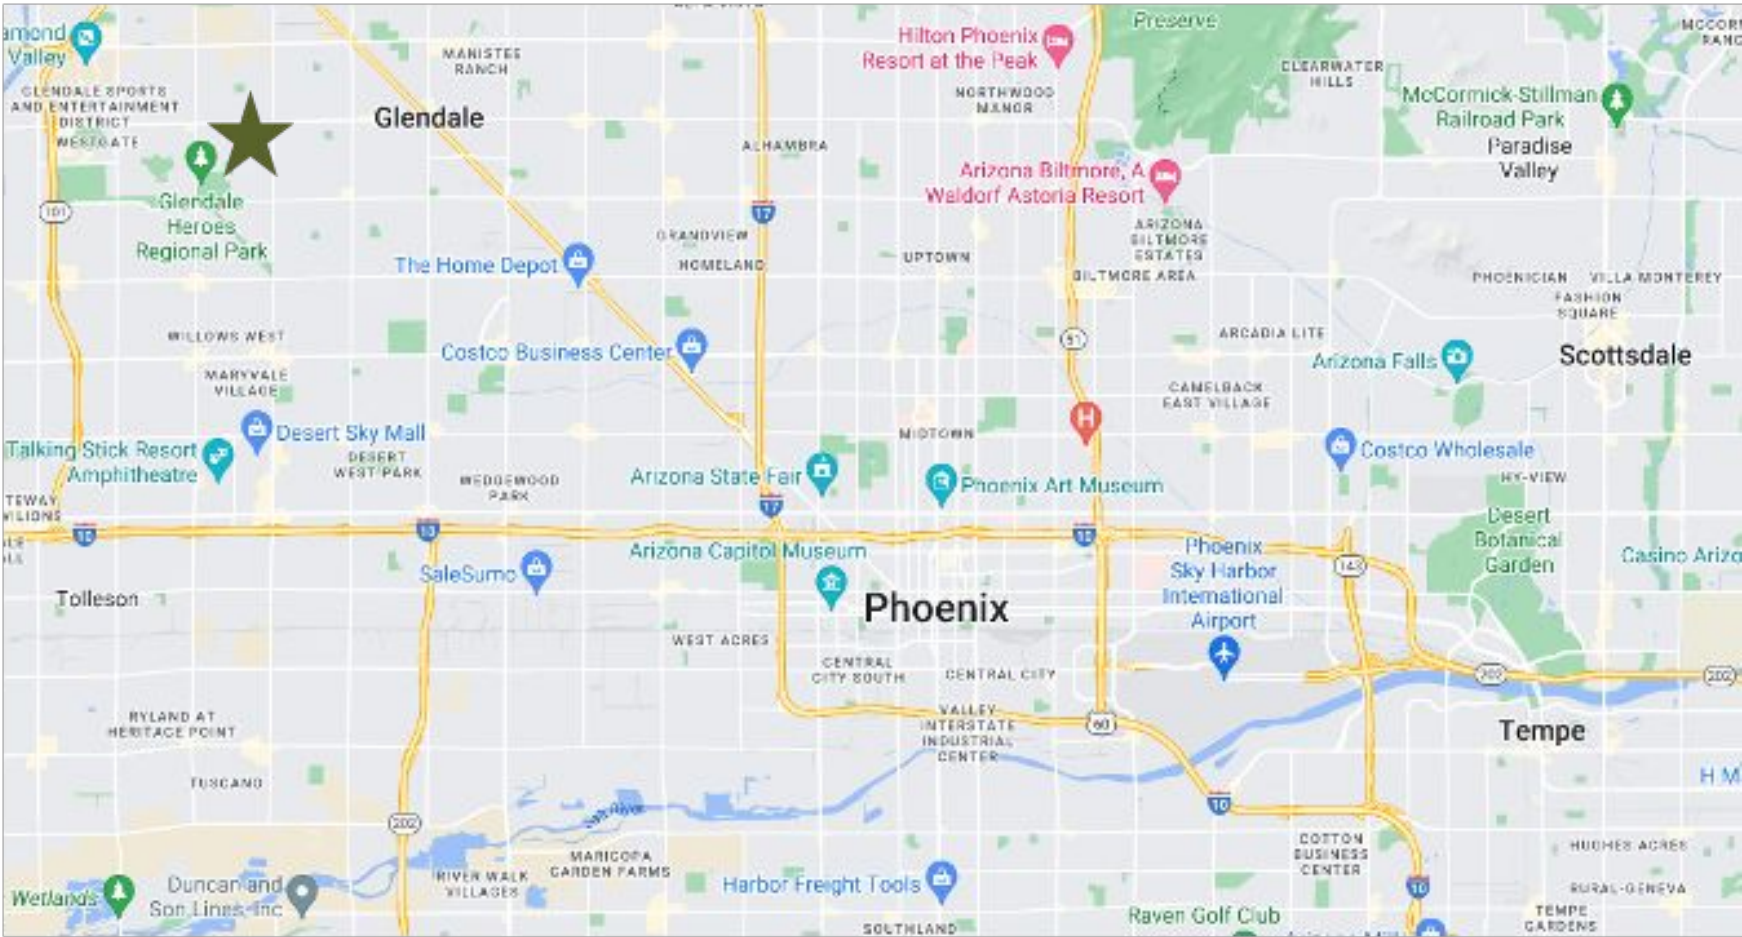 Valley
GLENDALE SPORTS
AND ENTERTAINMENT
DISTRICT
WESTGATE
Glendale
Heroes
Regional Park
101
MANISTEE
RANCH
Glendale
ALHAMBRA
17
GRANDVIEW
HOMELAND
The Home Depot
Costco Business Center
Hilton Phoenix
Resort at the Peak
NORTHWOOD
MANOR
Preserve
CLEARWATER
HILLS
McCormick-Stillman
Railroad Park
Paradise
Valley
Arizona Biltmore, A
Waldorf Astoria Resort
ARIZONA
BILTMORE
ESTATES
BILTMORE AREA
UPTOWN
PHOENICIAN
VILLA MONTEREY
FASHION
SQUARE
51
ARCADIA LITE
Arizona Falls
Scottsdale
CAMELBACK
EAST VILLAGE
WILLOWS WEST
MARYVALE
VILLAGE
Desert Sky Mall
Talking Stick Resort
Amphitheatre
DESERT
WEST PARK
WEDGEWOOD
PARK
Arizona State Fair
MIDTOWN
H
Phoenix Art Museum
Costco Wholesale
HY-VIEW
Desert
Botanical
Garden
17
10
10
10
Arizona Capitol Museum
SaleSumo
Tolleson
Phoenix
Phoenix
Sky Harbor
International
Airport
143
Casino Arizo
WEST ACRES
CENTRAL
CITY SOUTH
CENTRAL CITY
202
202
RYLAND AT
HERITAGE POINT
VALLEY
INTERSTATE
INDUSTRIAL
CENTER
60
Tempe
TUSCANO
H M
10
Salt River
202
COTTON
BUSINESS
CENTER
HUGHES ACRES
MARICOPA
GARDEN FARMS
RIVER WALK
VILLAGES
Wetlands
Duncan and
Son Lines, Inc
Harbor Freight Tools
10
RURAL-GENEVA
Raven Golf Club
TEMPE
GARDENS
SOUTHLAND